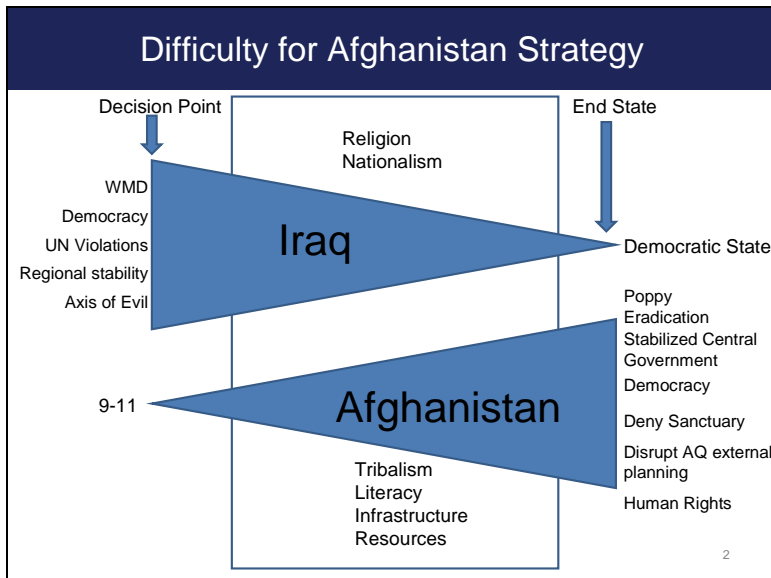 Difficulty for Afghanistan Strategy
Decision Point
End State
Religion
Nationalism
WMD
Democracy
UN Violations
Regional stability
Axis of Evil
Iraq
Democratic State
9-11
Afghanistan
Poppy
Eradication
Stabilized Central
Government
Democracy
Deny Sanctuary
Disrupt AQ external
planning
Human Rights
Tribalism
Literacy
Infrastructure
Resources
2